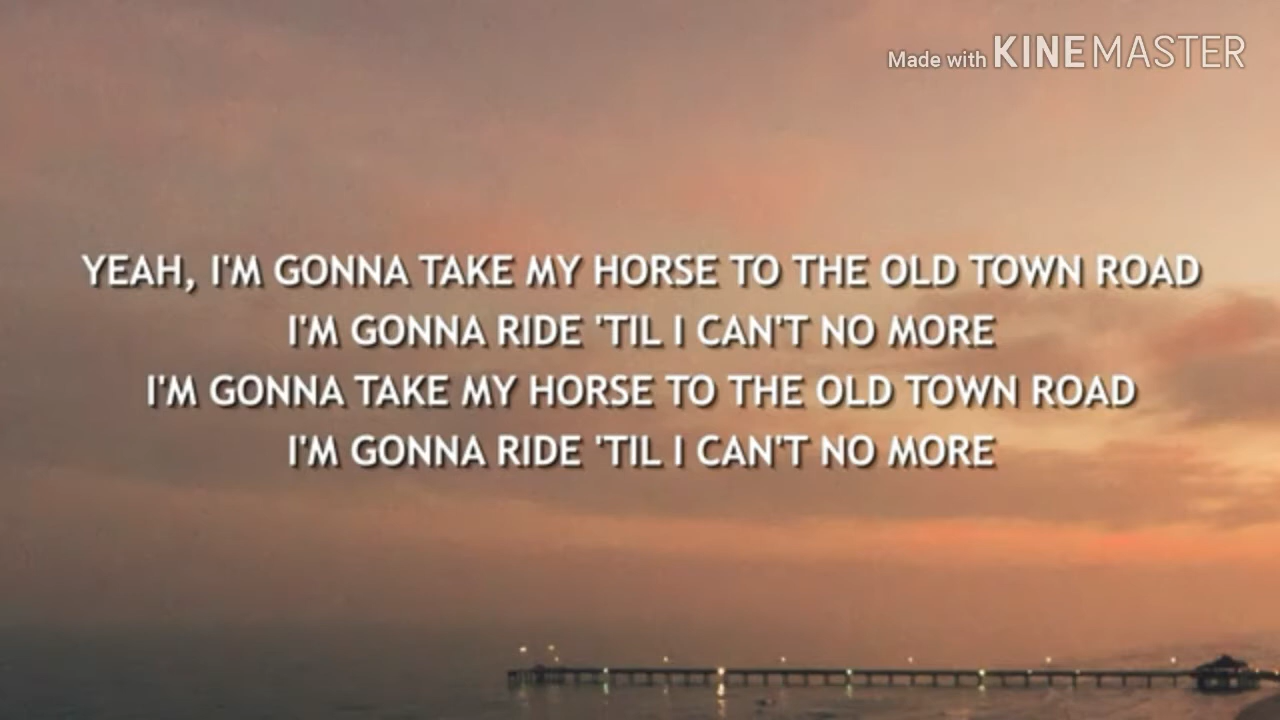 Made with KINEMASTER
YEAH, I'M GONNA TAKE MY HORSE TO THE OLD TOWN ROAD
I'M GONNA RIDE 'TIL I CAN'T NO MORE
I'M GONNA TAKE MY HORSE TO THE OLD TOWN ROAD
I'M GONNA RIDE 'TIL I CAN'T NO MORE